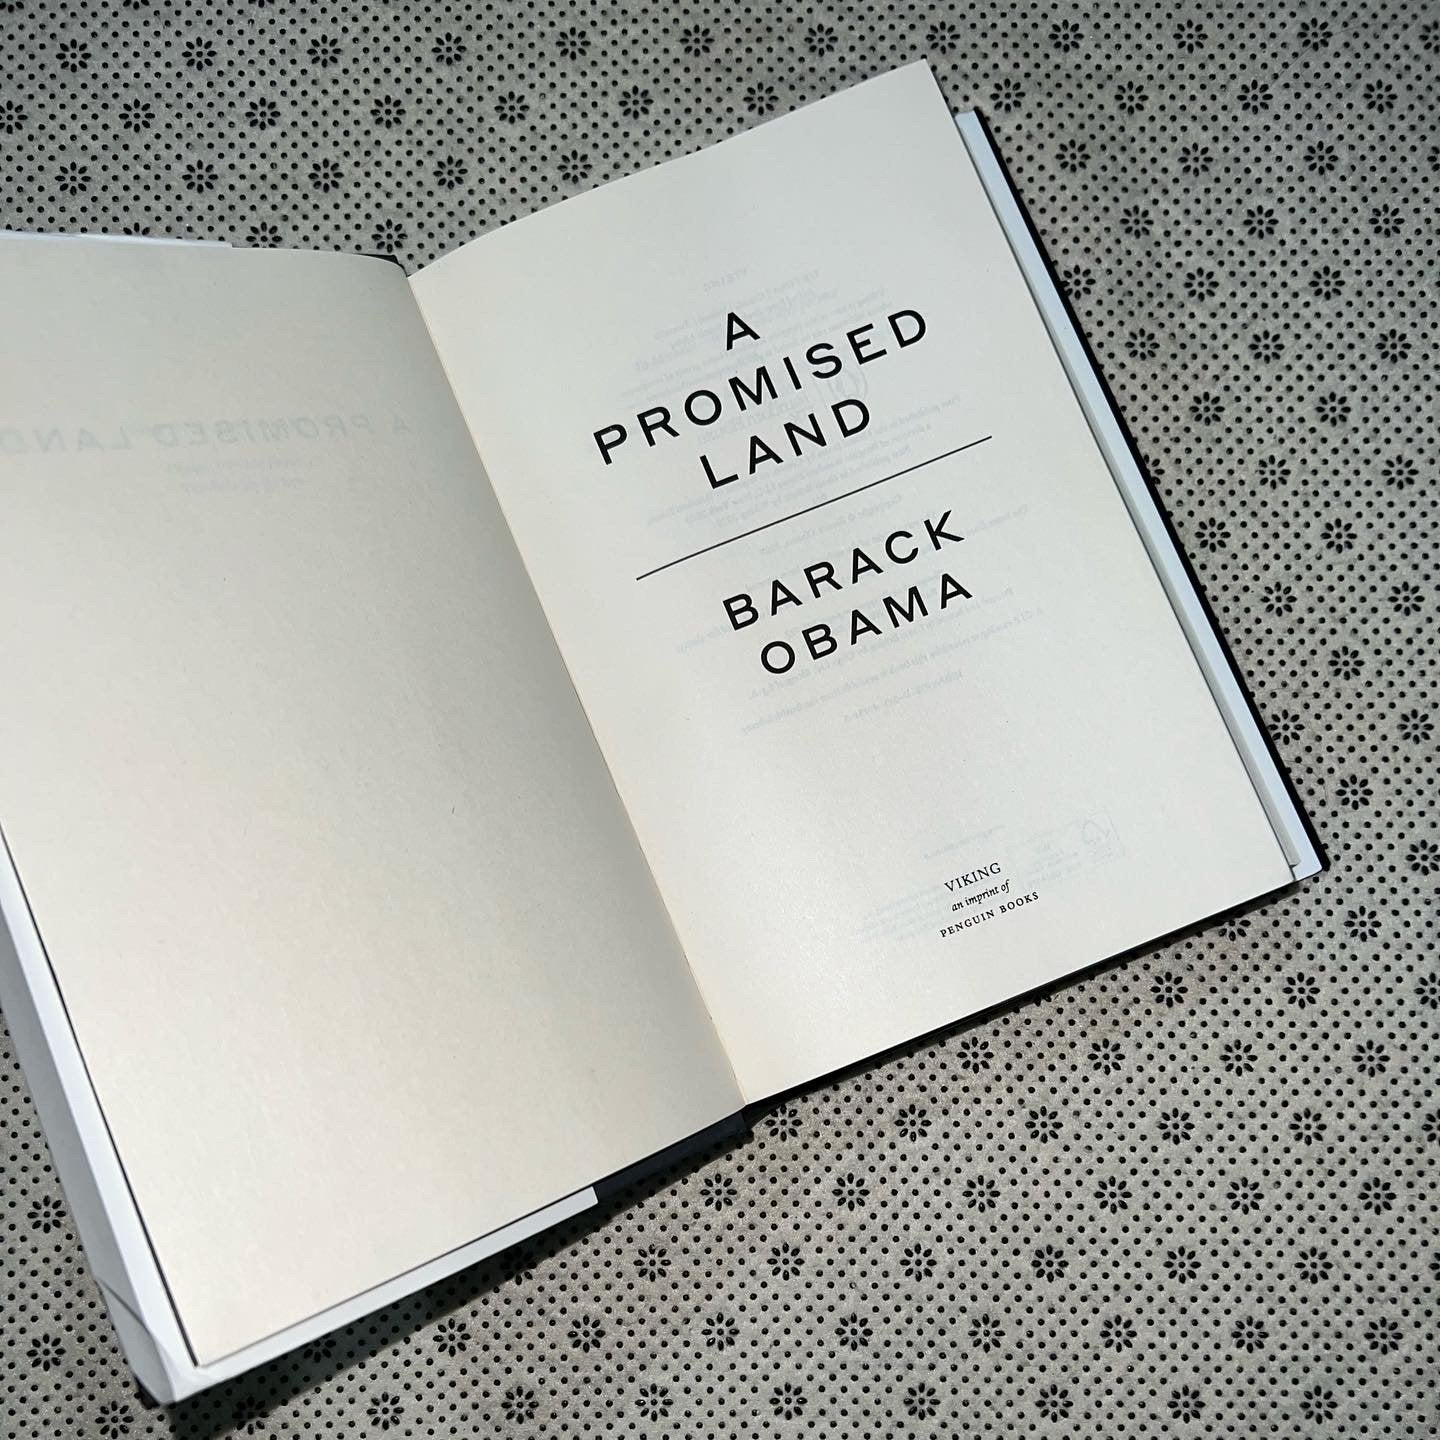 A
PROMISED
LAND
BARACK
OBAMA
VIKING
an imprint of
PENGUIN BOOKS